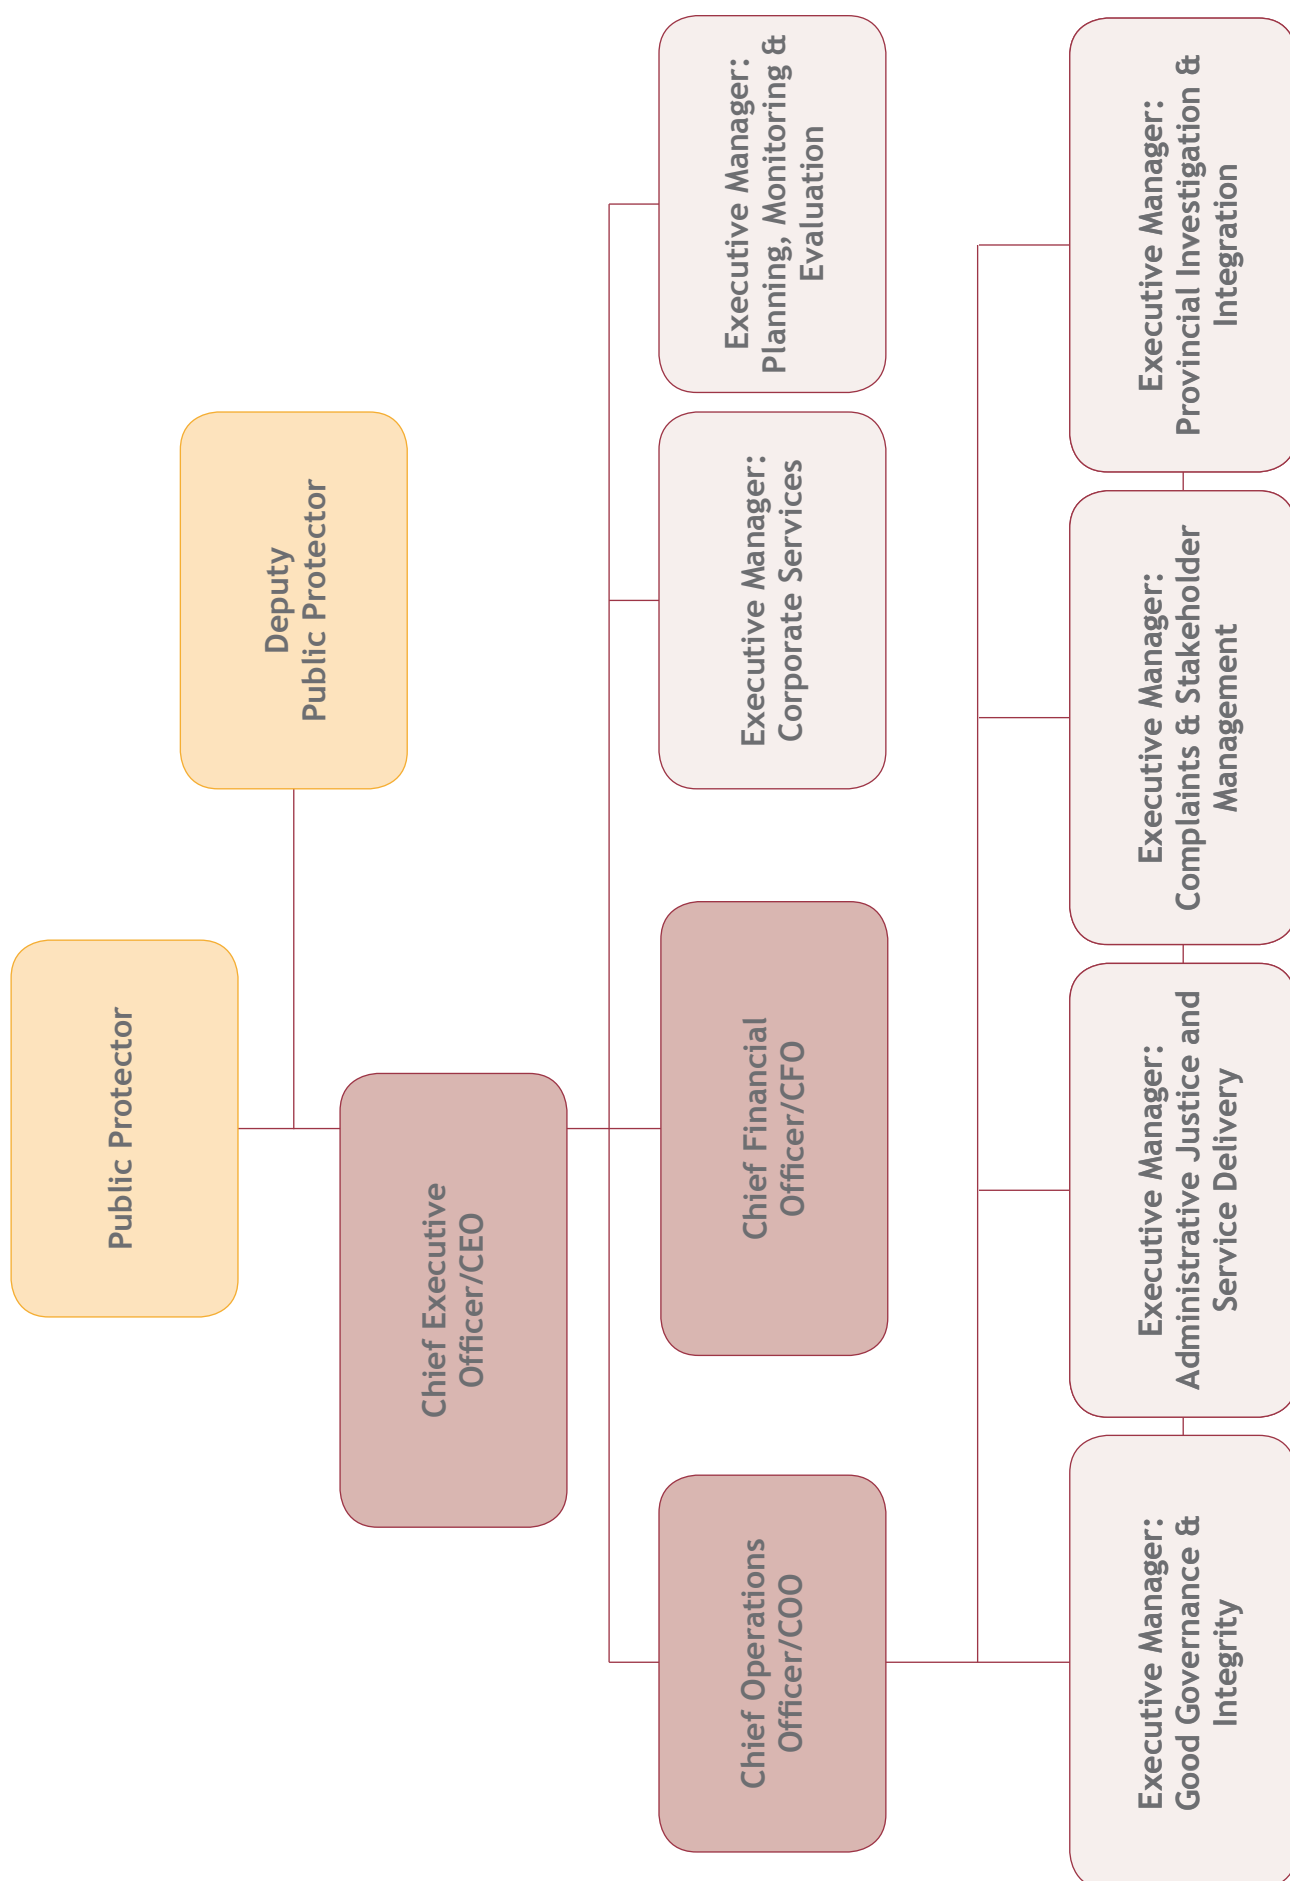 Public Protector
Deputy
Public Protector
Chief Executive
Officer/CEO
Chief Operations
Officer/COO
Chief Financial
Officer/CFO
Executive Manager:
Corporate Services
Executive Manager:
Planning, Monitoring &
Evaluation
Executive Manager:
Good Governance &
Integrity
Executive Manager:
Administrative Justice and
Service Delivery
Executive Manager:
Complaints & Stakeholder
Management
Executive Manager:
Provincial Investigation &
Integration